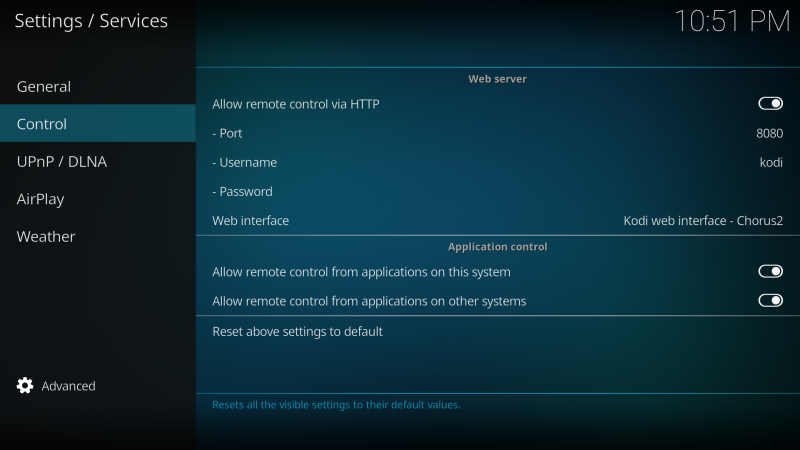 Settings / Services
10:51 PM
General
Control
UPnP / DLNA
AirPlay
Weather
Advanced
Web server
Allow remote control via HTTP
- Port 8080
- Username kodi
- Password
Web interface Kodi web interface - Chorus2
Application control
Allow remote control from applications on this system
Allow remote control from applications on other systems
Reset above settings to default
Resets all the visible settings to their default values.